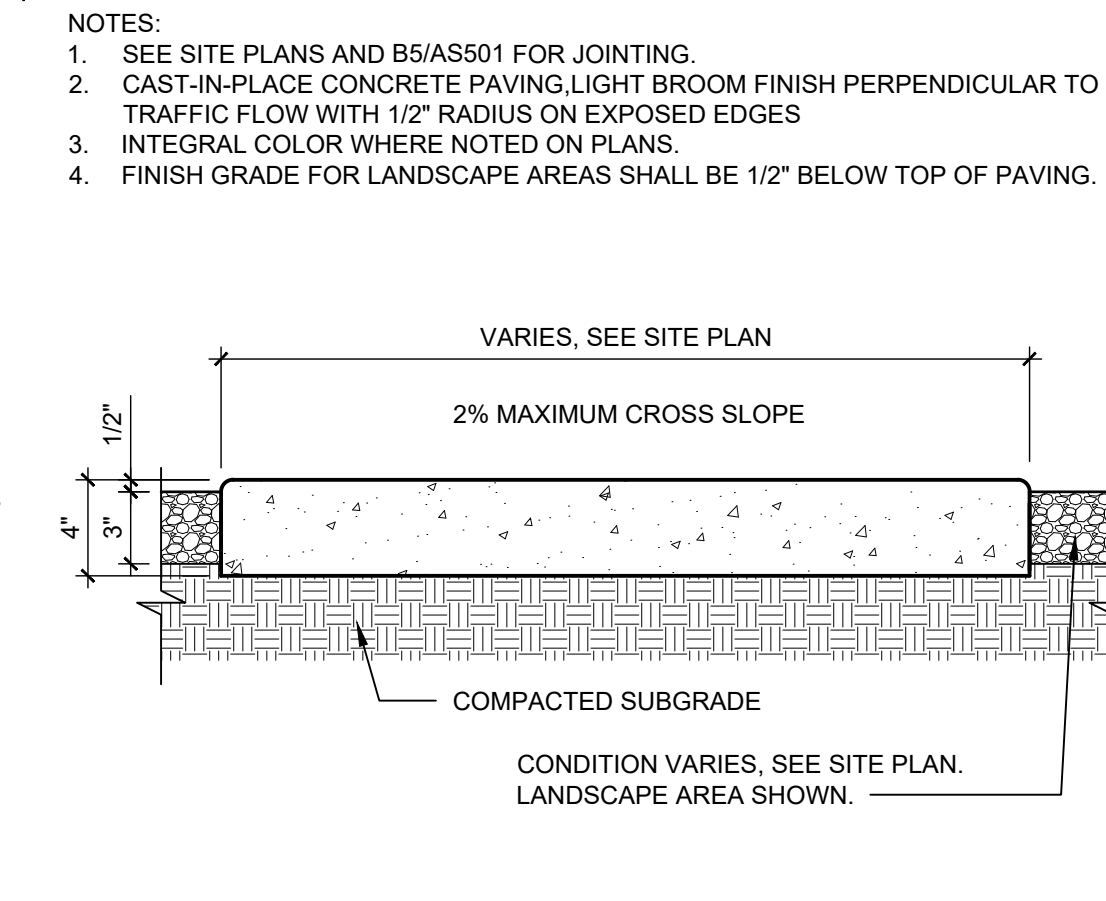 NOTES:
1. SEE SITE PLANS AND B5/AS501 FOR JOINTING.
2. CAST-IN-PLACE CONCRETE PAVING,LIGHT BROOM FINISH PERPENDICULAR TO
TRAFFIC FLOW WITH 1/2" RADIUS ON EXPOSED EDGES
3. INTEGRAL COLOR WHERE NOTED ON PLANS.
4. FINISH GRADE FOR LANDSCAPE AREAS SHALL BE 1/2" BELOW TOP OF PAVING.
VARIES, SEE SITE PLAN
2% MAXIMUM CROSS SLOPE
1/2"
4"
3"
COMPACTED SUBGRADE
CONDITION VARIES, SEE SITE PLAN.
LANDSCAPE AREA SHOWN.